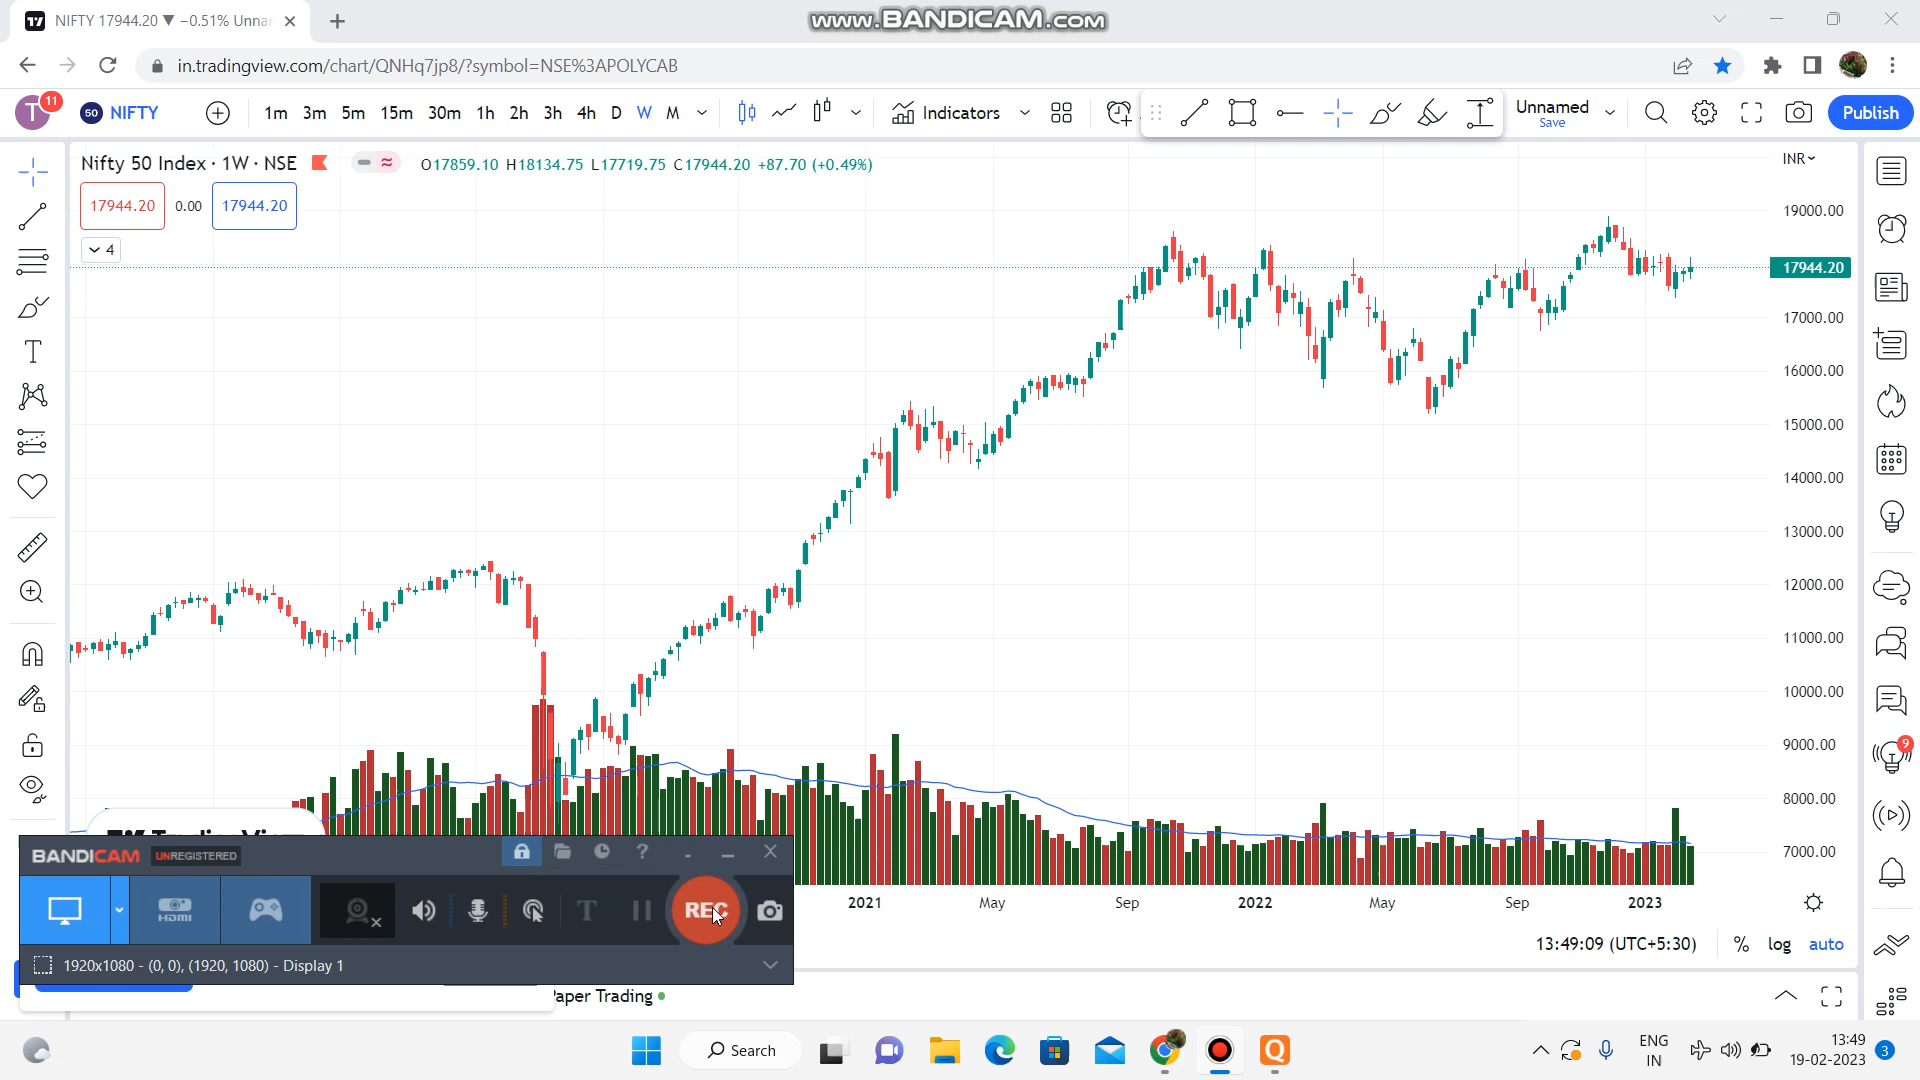 NIFTY 17944.20 ▼ −0.51% Unna
www.BANDICAM.com
in.tradingview.com/chart/QNHq7jp8/?symbol=NSE%3APOLYCAB
T 11 50 NIFTY 1m 3m 5m 15m 30m 1h 2h 3h 4h D W M Indicators Unnamed Publish
Save
Nifty 50 Index · 1W · NSE O17859.10 H18134.75 L17719.75 C17944.20 +87.70 (+0.49%) INR
17944.20 0.00 17944.20
19000.00
4
17944.20
17000.00
16000.00
15000.00
14000.00
13000.00
12000.00
11000.00
10000.00
9000.00
9
8000.00
7000.00
BANDICAM UNREGISTERED ?
HDMI T REC
2021 May Sep 2022 May Sep 2023
13:49:09 (UTC+5:30) % log auto
1920x1080 - (0, 0), (1920, 1080) - Display 1
Paper Trading
Search Q ENG IN 13:49 19-02-2023 3